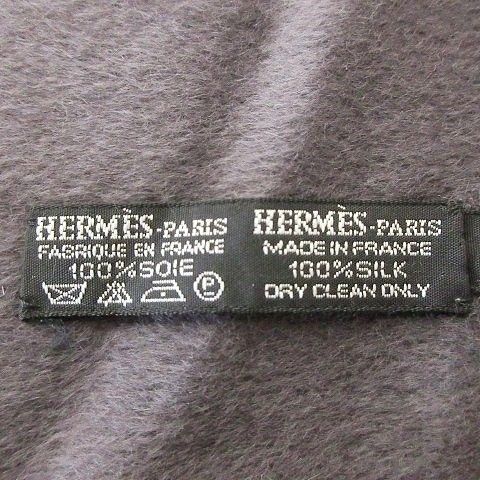 HERMÈS-PARIS
FABRIQUE EN FRANCE
100% SOIE
P
HERMÈS-PARIS
MADE IN FRANCE
100% SILK
DRY CLEAN ONLY